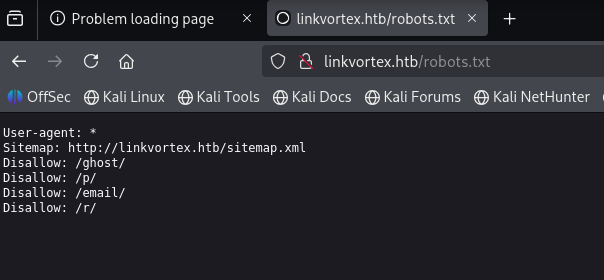 Problem loading page
linkvortex.htb/robots.txt
linkvortex.htb/robots.txt
OffSec Kali Linux Kali Tools Kali Docs Kali Forums Kali NetHunter
User-agent: *
Sitemap: http://linkvortex.htb/sitemap.xml
Disallow: /ghost/
Disallow: /p/
Disallow: /email/
Disallow: /r/